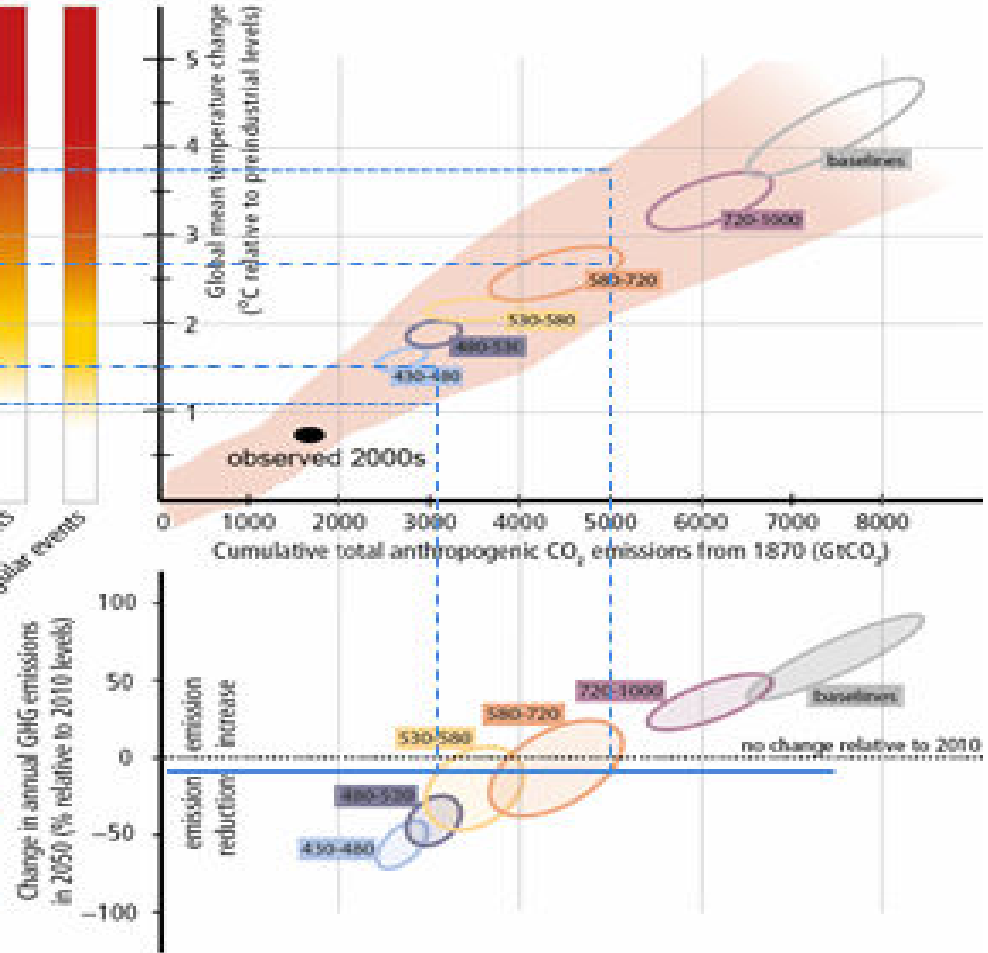 5
4
3
2
1
Global mean temperature change
(°C relative to preindustrial levels)
baselines
720-1000
580-720
530-580
480-530
430-480
observed 2000s
0 1000 2000 3000 4000 5000 6000 7000 8000
Cumulative total anthropogenic CO₂ emissions from 1870 (GtCO₂)
events
100
50
0
−50
−100
Change in annual GHG emissions
in 2050 (% relative to 2010 levels)
emission
increase
emission
reduction
720-1000
580-720
530-580
480-530
430-480
baselines
no change relative to 2010